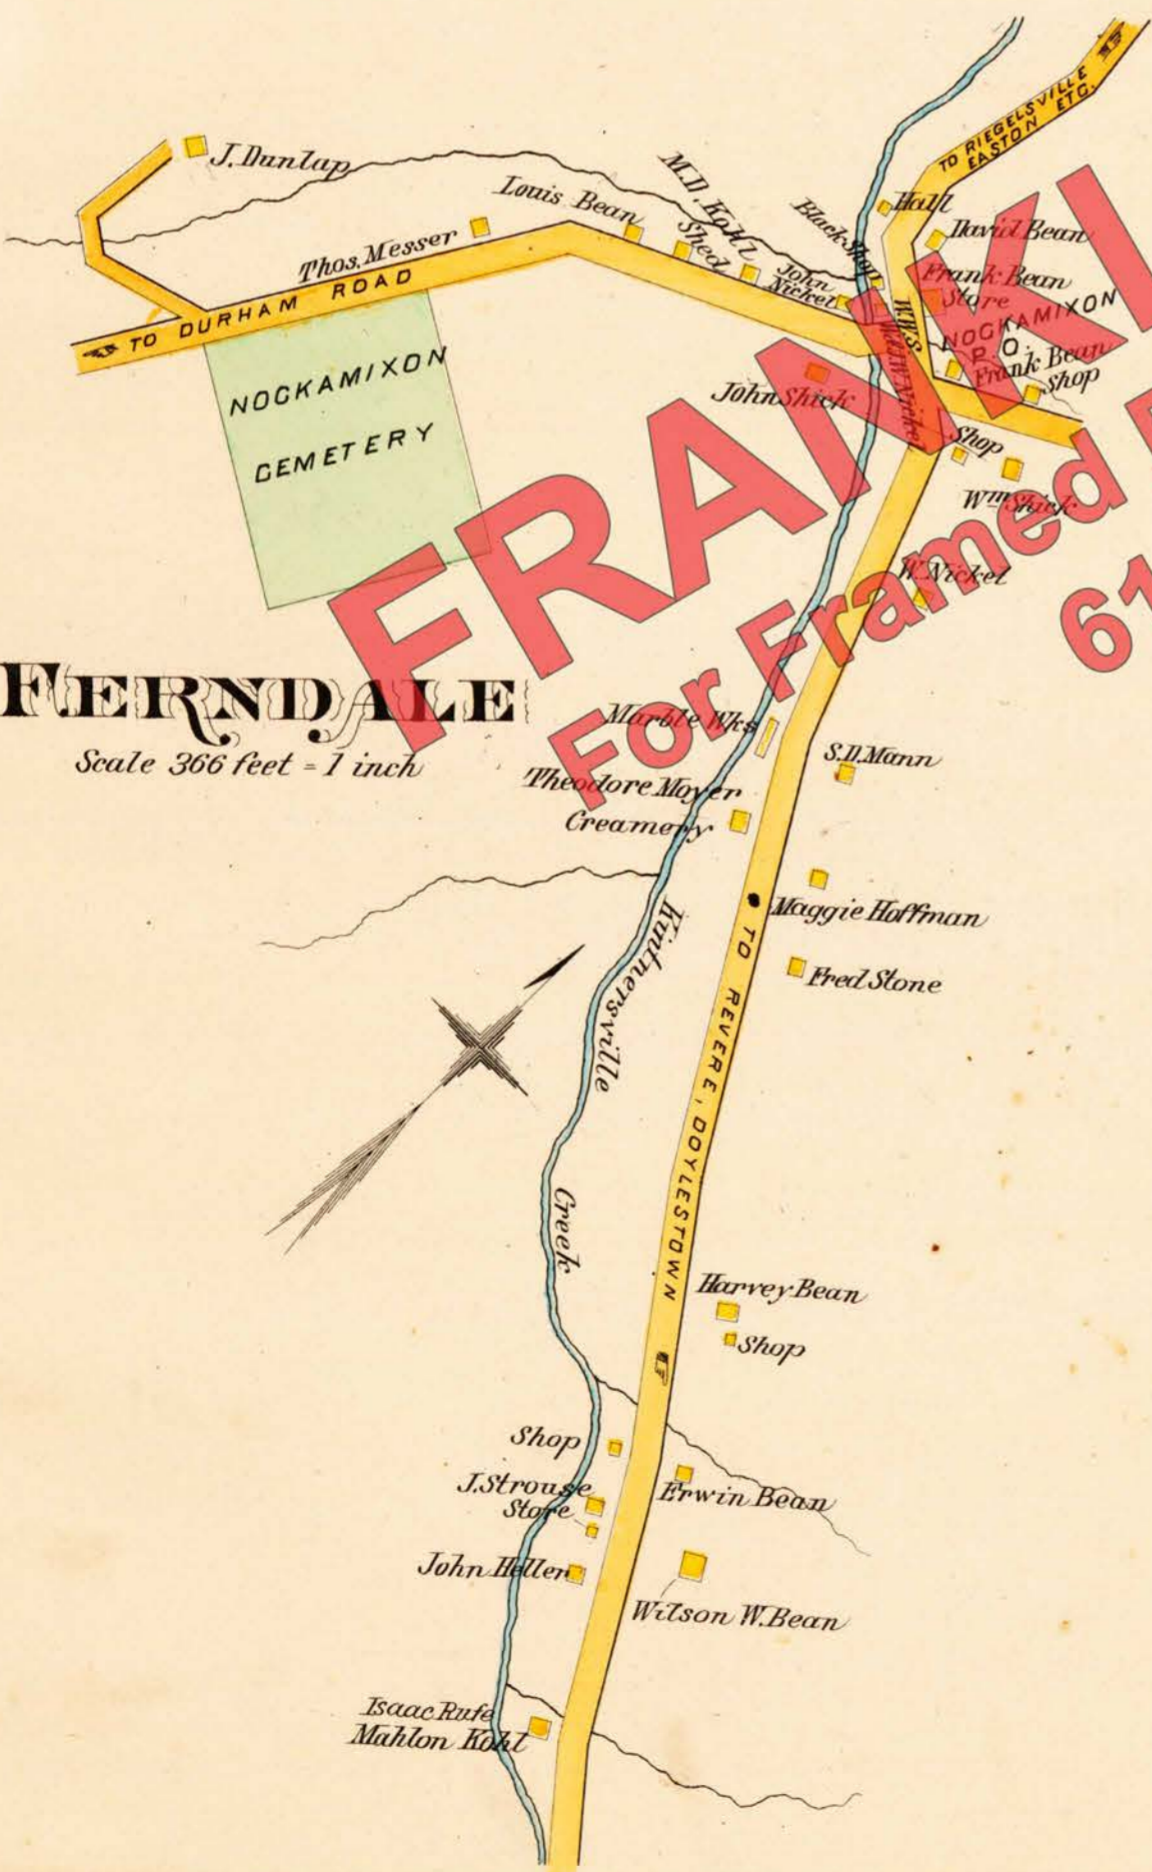 TO RIEGELSVILLE
EASTON ETC.
J. Dunlap
Louis Bean
M.D. Kohl
Shed
Thos. Messer
TO DURHAM ROAD
John
Nickel
Hall
David Bean
Frank Bean
Store
NOCKAMIXON
P. O.
Frank Bean
Shop
W.H.S.
NOCKAMIXON
CEMETERY
John Shick
Shop
Wm Shick
W. Nickel
FERNDALE
Scale 366 feet = 1 inch
Marble Wks
S.D. Mann
Theodore Moyer
Creamery
Maggie Hoffman
Fred Stone
Kintnersville
Creek
TO REVERE, DOYLESTOWN
Harvey Bean
Shop
Shop
J. Strouse
Store
Erwin Bean
John Heller
Wilson W. Bean
Isaac Rufe
Mahlon Kohl
For Framed
61